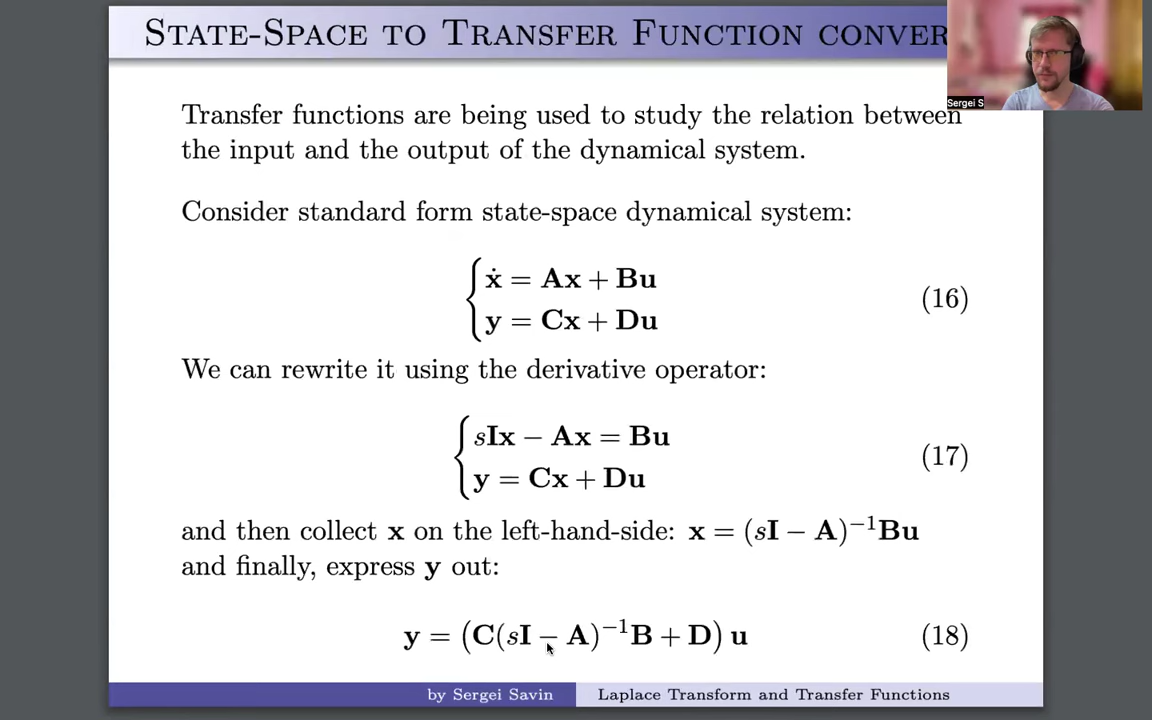 STATE-SPACE TO TRANSFER FUNCTION CONVER
Sergei S
Transfer functions are being used to study the relation between
the input and the output of the dynamical system.
Consider standard form state-space dynamical system:
ẋ = Ax + Bu
y = Cx + Du
(16)
We can rewrite it using the derivative operator:
sIx − Ax = Bu
y = Cx + Du
(17)
and then collect x on the left-hand-side: x = (sI − A)⁻¹Bu
and finally, express y out:
y = (C(sI − A)⁻¹B + D) u (18)
by Sergei Savin Laplace Transform and Transfer Functions